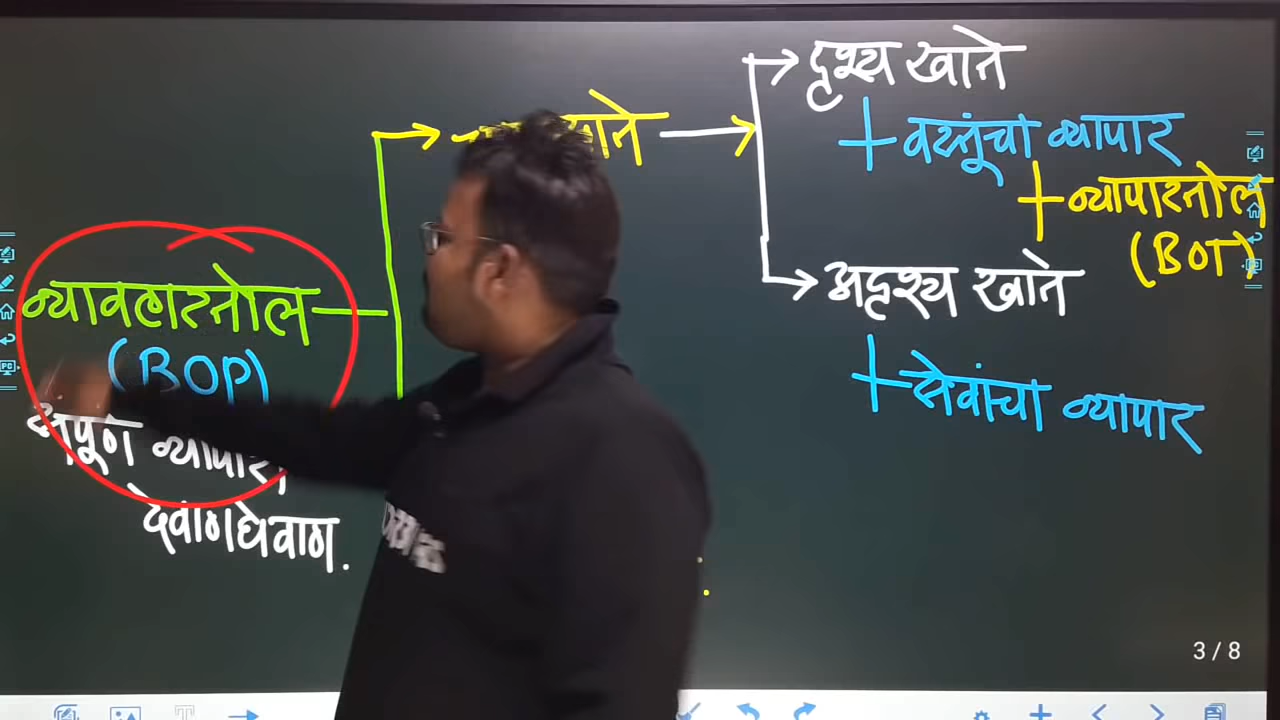 दृश्य खाते
खाते
वस्तूंचा व्यापार
व्यापारतोल
(BOT)
व्यवहारतोल
अदृश्य खाते
(BOP)
सेवांचा व्यापार
संपूर्ण व्यापार
देवाणघेवाण.
3 / 8